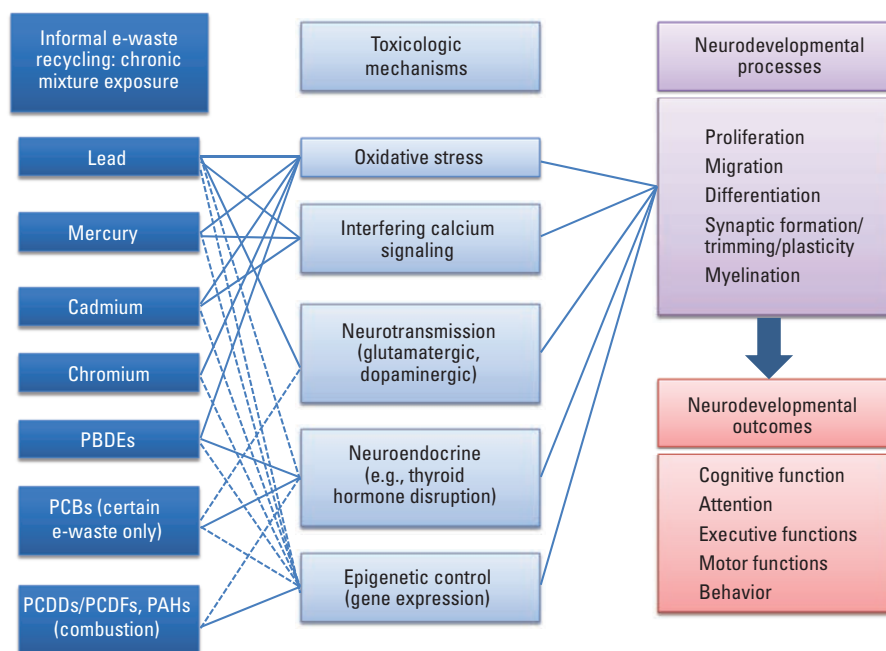 Informal e-waste
recycling: chronic
mixture exposure
Lead
Mercury
Cadmium
Chromium
PBDEs
PCBs (certain
e-waste only)
PCDDs/PCDFs, PAHs
(combustion)
Toxicologic
mechanisms
Oxidative stress
Interfering calcium
signaling
Neurotransmission
(glutamatergic,
dopaminergic)
Neuroendocrine
(e.g., thyroid
hormone disruption)
Epigenetic control
(gene expression)
Neurodevelopmental
processes
Proliferation
Migration
Differentiation
Synaptic formation/
trimming/plasticity
Myelination
Neurodevelopmental
outcomes
Cognitive function
Attention
Executive functions
Motor functions
Behavior